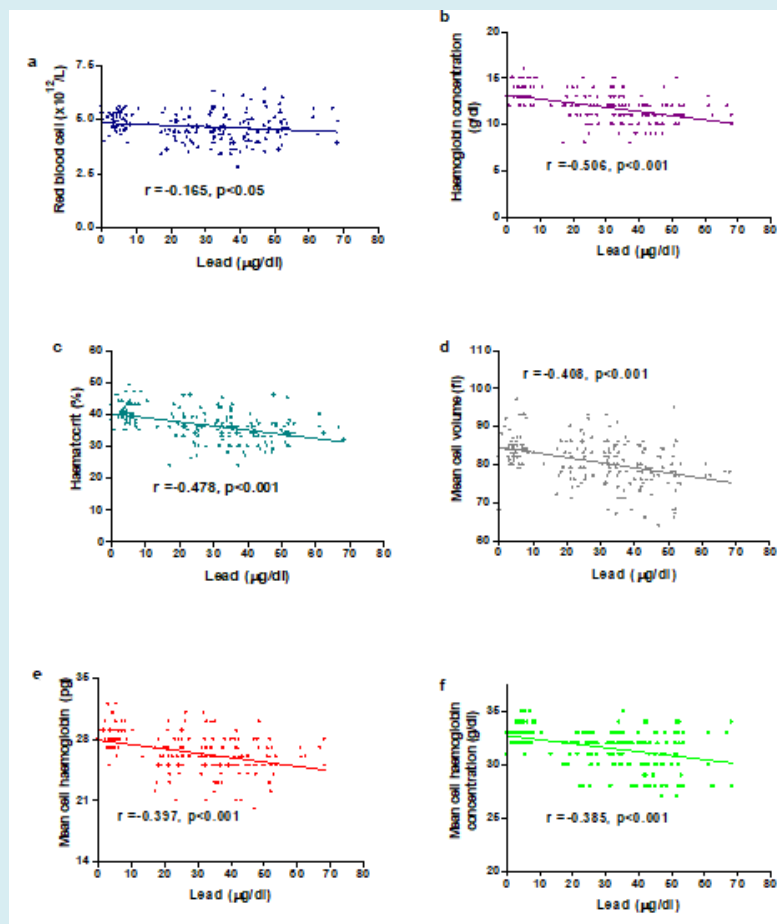 a
Red blood cell (x10¹²/L)
7.5
5.0
2.5
0.0
r =-0.165, p<0.05
0 10 20 30 40 50 60 70 80
Lead (µg/dl)
b
Haemoglobin concentration
(g/dl)
20
15
10
5
0
r =-0.506, p<0.001
0 10 20 30 40 50 60 70 80
Lead (µg/dl)
c
Haematocrit (%)
60
50
40
30
20
10
0
r =-0.478, p<0.001
0 10 20 30 40 50 60 70 80
Lead (µg/dl)
d
Mean cell volume (fl)
110
100
90
80
70
60
r =-0.408, p<0.001
0 10 20 30 40 50 60 70 80
Lead (µg/dl)
e
Mean cell haemoglobin (pg)
35
28
21
14
r =-0.397, p<0.001
0 10 20 30 40 50 60 70 80
Lead (µg/dl)
f
Mean cell haemoglobin
concentration (g/dl)
35
30
25
20
r =-0.385, p<0.001
0 10 20 30 40 50 60 70 80
Lead (µg/dl)